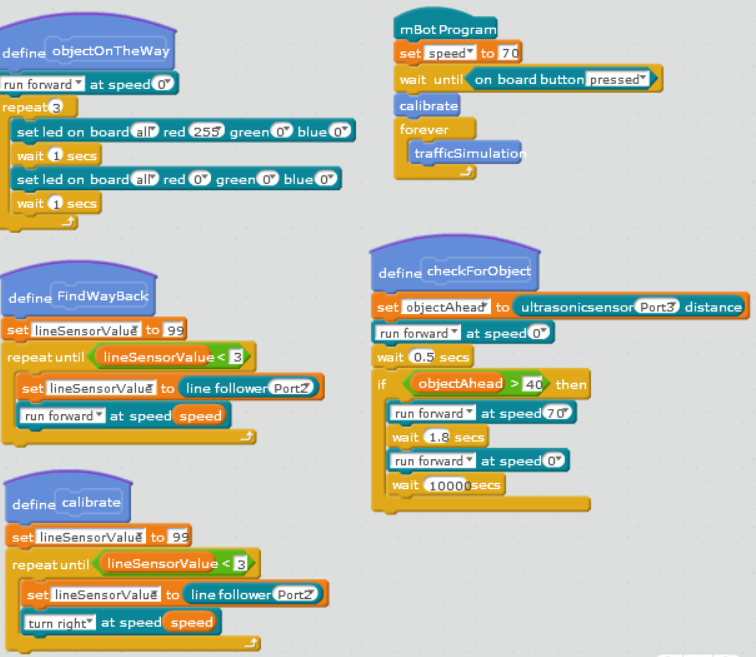 define objectOnTheWay
run forward at speed 0
repeat 3
set led on board all red 255 green 0 blue 0
wait 1 secs
set led on board all red 0 green 0 blue 0
wait 1 secs
define FindWayBack
set lineSensorValue to 99
repeat until lineSensorValue < 3
set lineSensorValue to line follower Port2
run forward at speed speed
define calibrate
set lineSensorValue to 99
repeat until lineSensorValue < 3
set lineSensorValue to line follower Port2
turn right at speed speed
mBot Program
set speed to 70
wait until on board button pressed
calibrate
forever
trafficSimulation
define checkForObject
set objectAhead to ultrasonicsensor Port3 distance
run forward at speed 0
wait 0.5 secs
if objectAhead > 40 then
run forward at speed 70
wait 1.8 secs
run forward at speed 0
wait 10000 secs